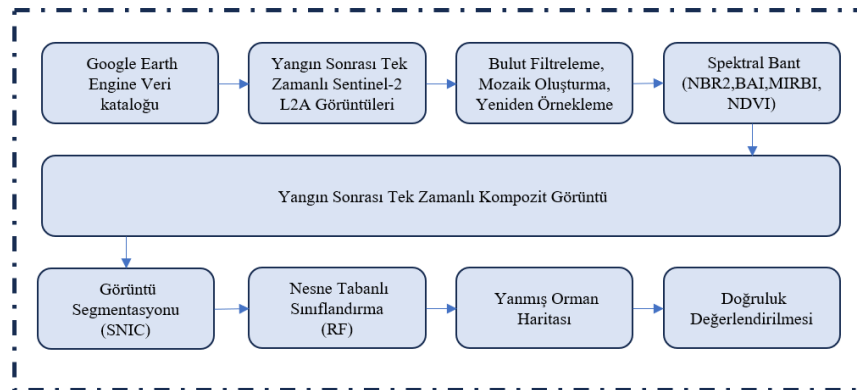 Google Earth
Engine Veri
kataloğu
Yangın Sonrası Tek
Zamanlı Sentinel-2
L2A Görüntüleri
Bulut Filtreleme,
Mozaik Oluşturma,
Yeniden Örnekleme
Spektral Bant
(NBR2,BAI,MIRBI,
NDVI)
Yangın Sonrası Tek Zamanlı Kompozit Görüntü
Görüntü
Segmentasyonu
(SNIC)
Nesne Tabanlı
Sınıflandırma
(RF)
Yanmış Orman
Haritası
Doğruluk
Değerlendirilmesi